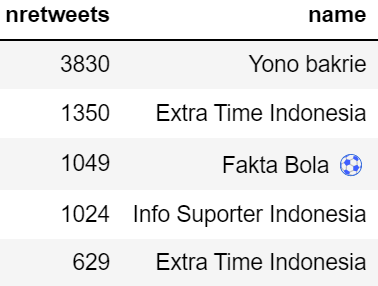 nretweets name
3830 Yono bakrie
1350 Extra Time Indonesia
1049 Fakta Bola ⚽
1024 Info Suporter Indonesia
629 Extra Time Indonesia